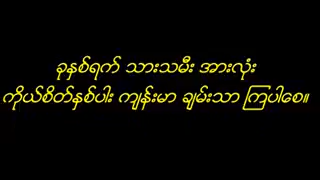 ခုနှစ်ရက် သားသမီး အားလုံး
ကိုယ်စိတ်နှစ်ပါး ကျန်းမာ ချမ်းသာ ကြပါစေ။